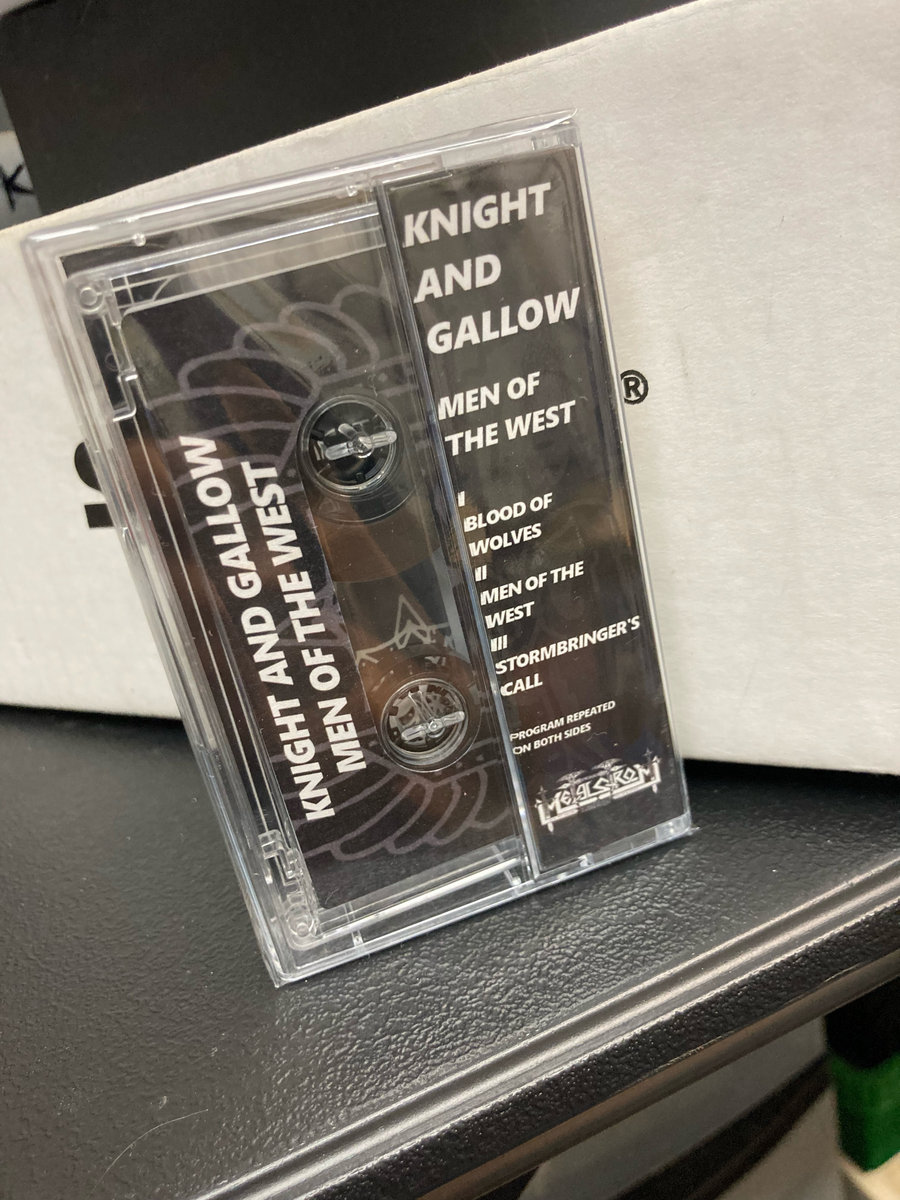 KNIGHT AND GALLOW
MEN OF THE WEST
KNIGHT
AND
GALLOW
MEN OF
THE WEST
I
BLOOD OF
WOLVES
II
MEN OF THE
WEST
III
STORMBRINGER'S
CALL
PROGRAM REPEATED
ON BOTH SIDES
®
K